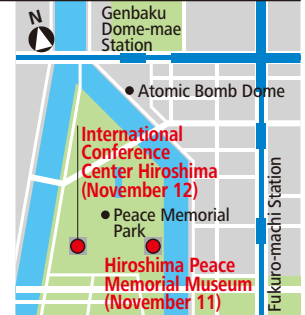 N
Genbaku
Dome-mae
Station
Atomic Bomb Dome
International
Conference
Center Hiroshima
(November 12)
Peace Memorial
Park
Hiroshima Peace
Memorial Museum
(November 11)
Fukuro-machi Station